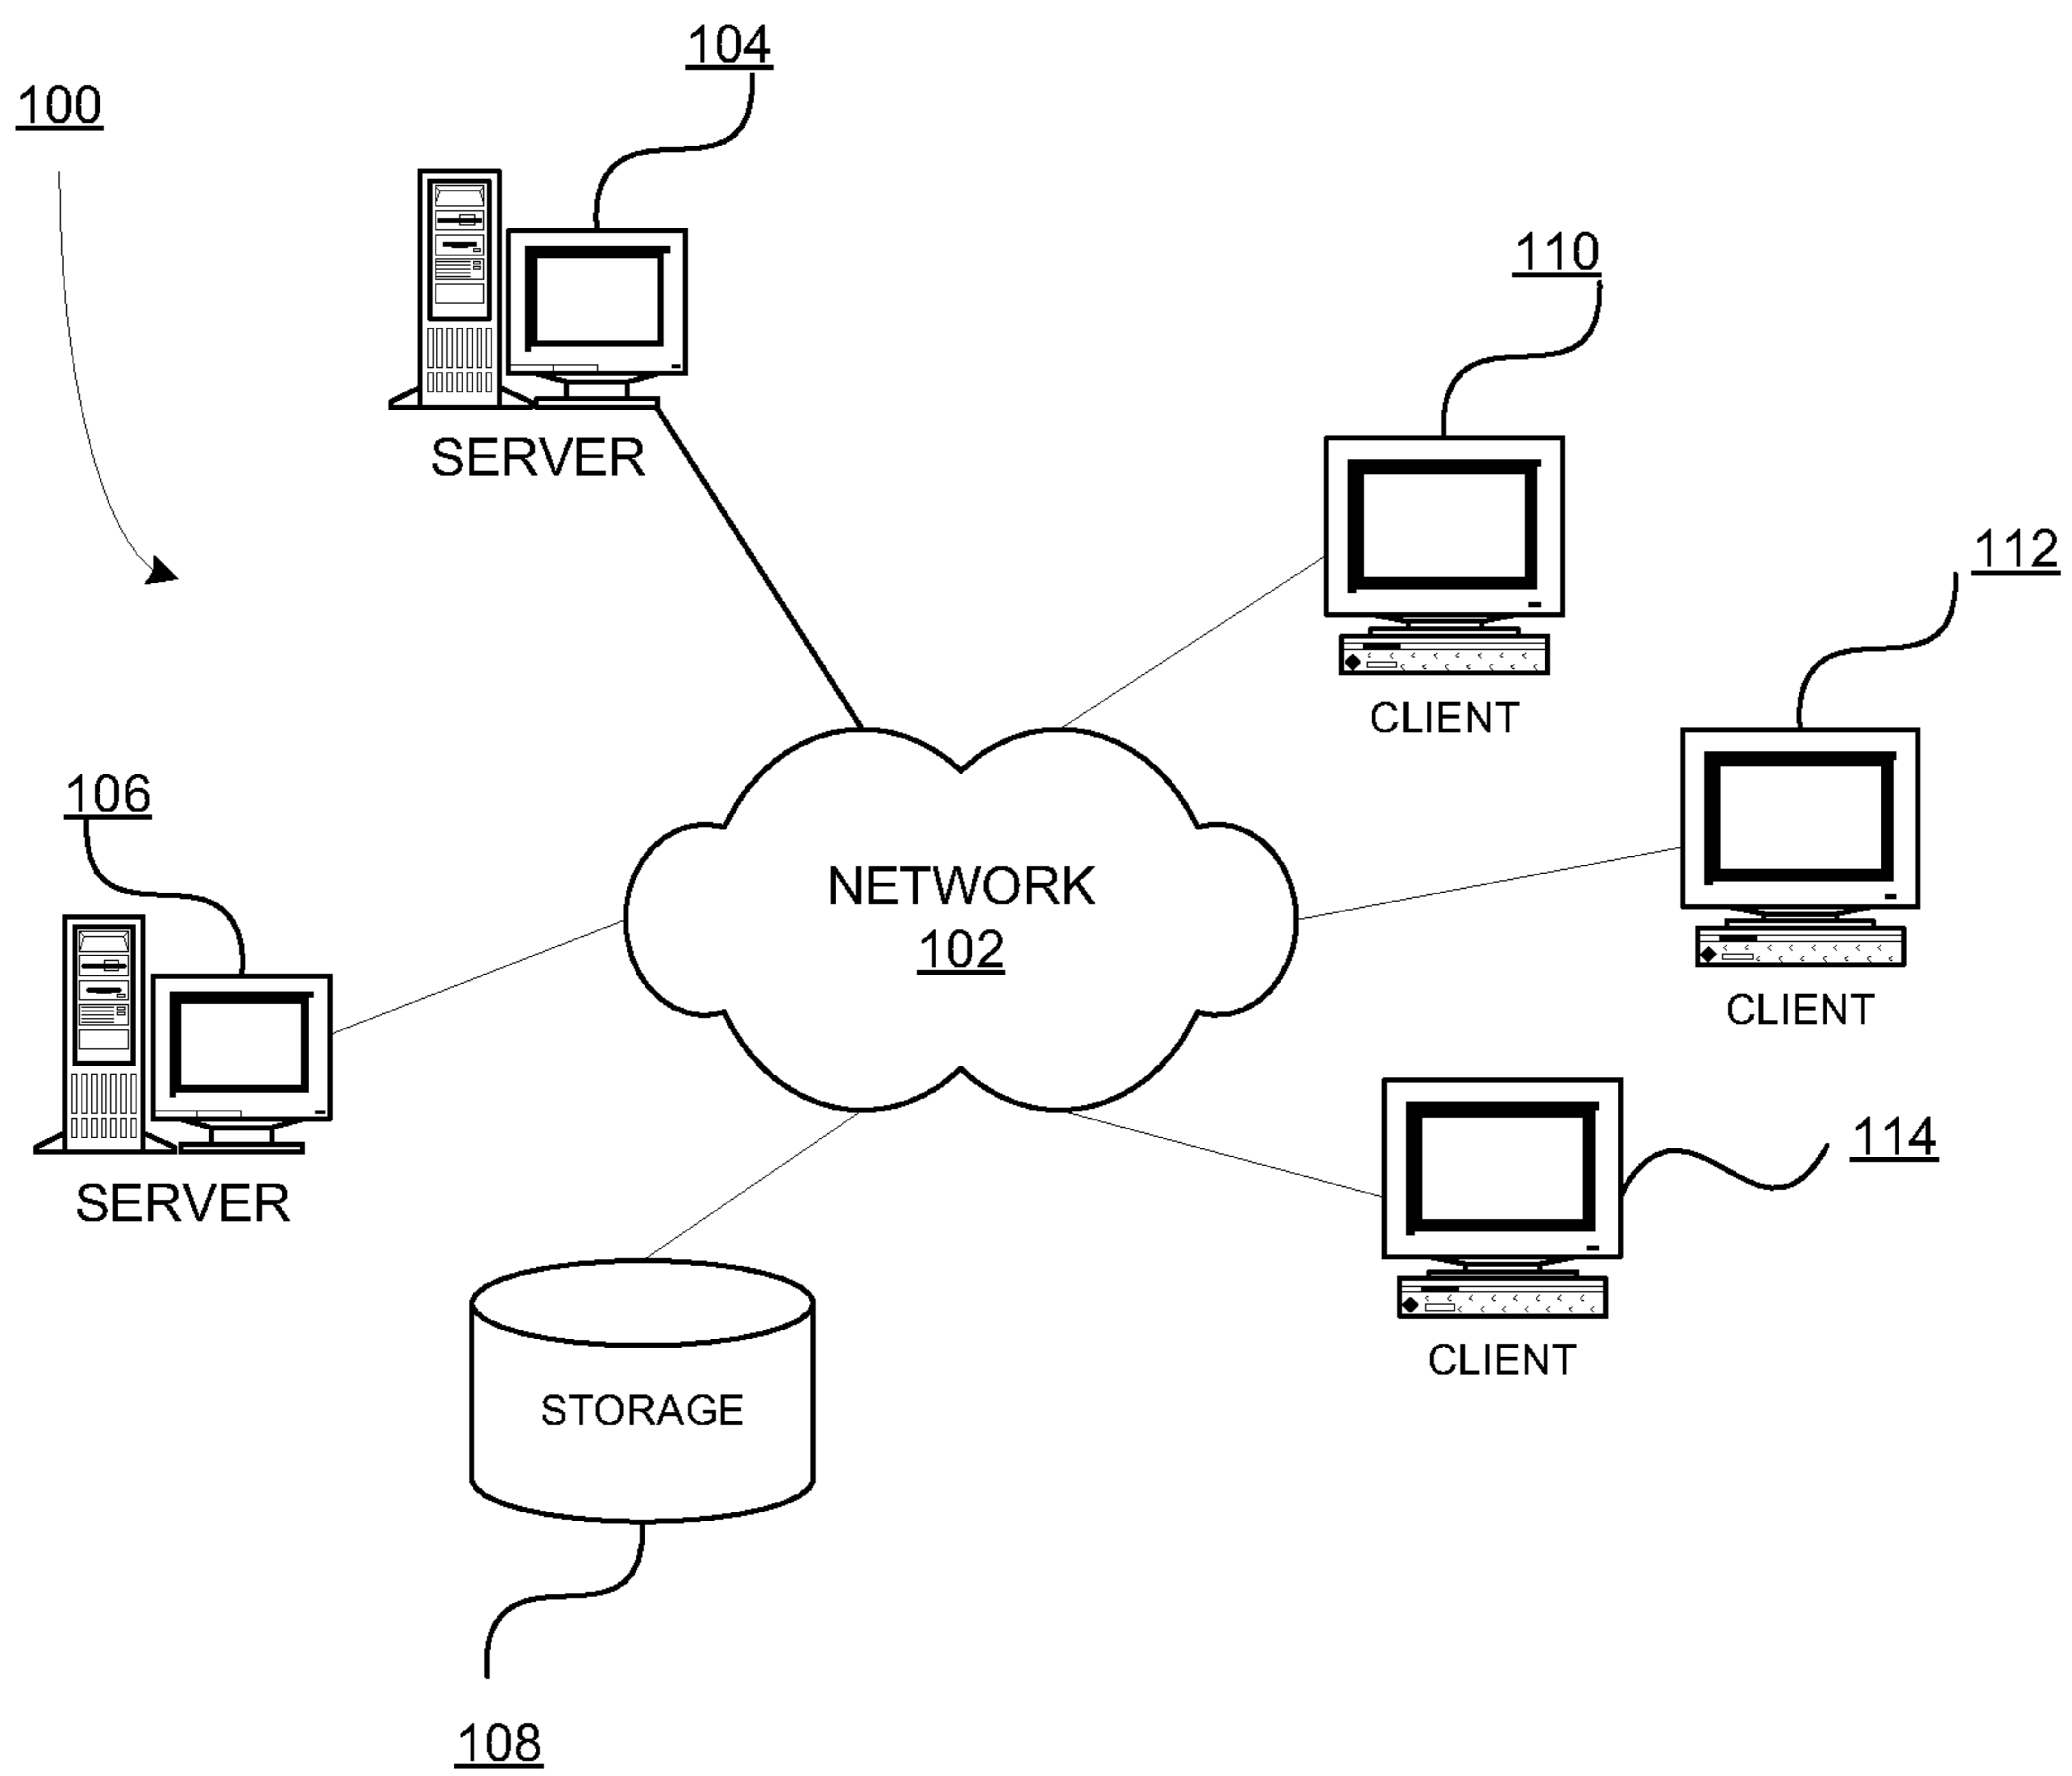 104
100
SERVER
110
CLIENT
112
CLIENT
106
SERVER
NETWORK
102
114
CLIENT
STORAGE
108